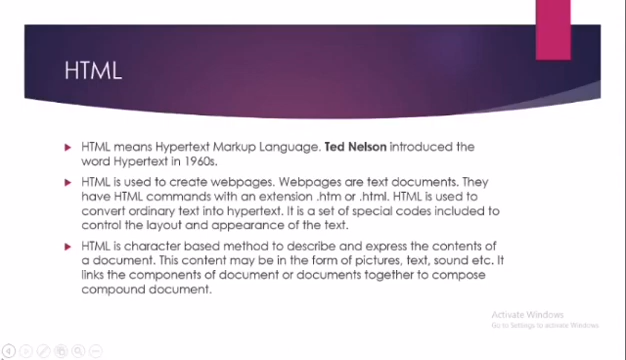 HTML
HTML means Hypertext Markup Language. Ted Nelson introduced the
word Hypertext in 1960s.
HTML is used to create webpages. Webpages are text documents. They
have HTML commands with an extension .htm or .html. HTML is used to
convert ordinary text into hypertext. It is a set of special codes included to
control the layout and appearance of the text.
HTML is character based method to describe and express the contents of
a document. This content may be in the form of pictures, text, sound etc. It
links the components of document or documents together to compose
compound document.
Activate Windows
Go to Settings to activate Windows